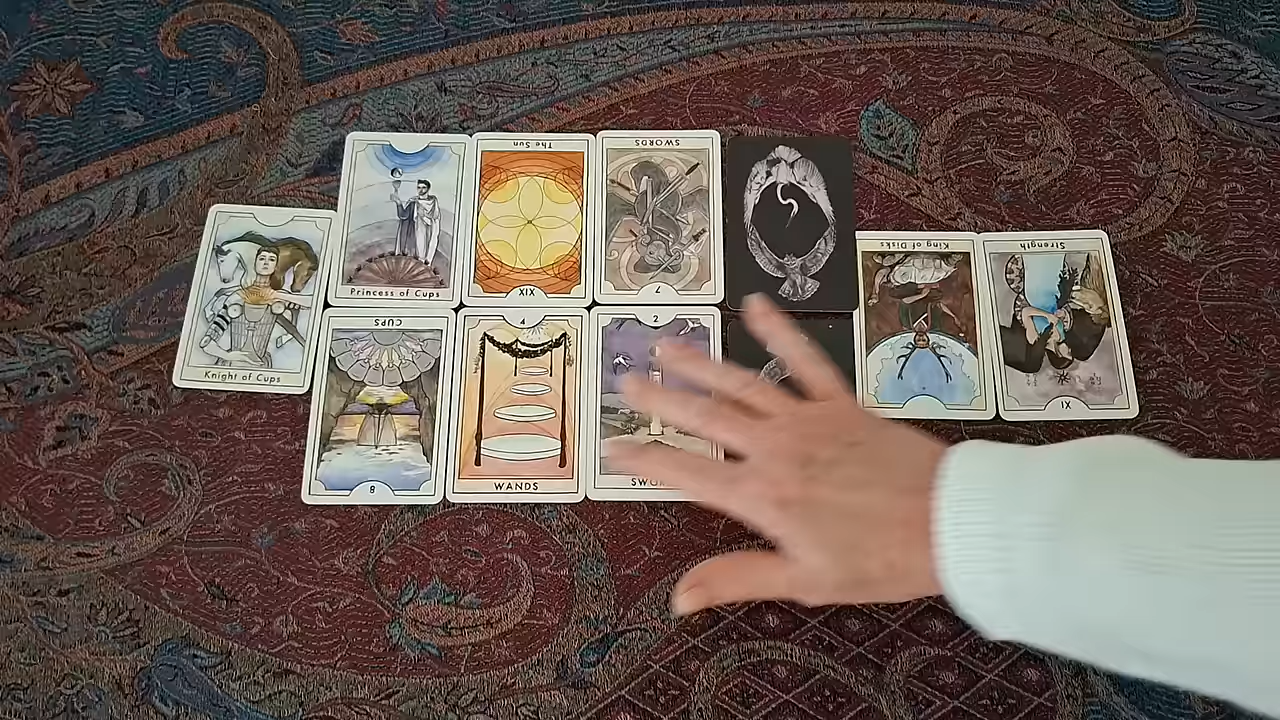 Knight of Cups
Princess of Cups
The Sun
XIX
SWORDS
7
King of Disks
Strength
XI
CUPS
8
4
WANDS
2